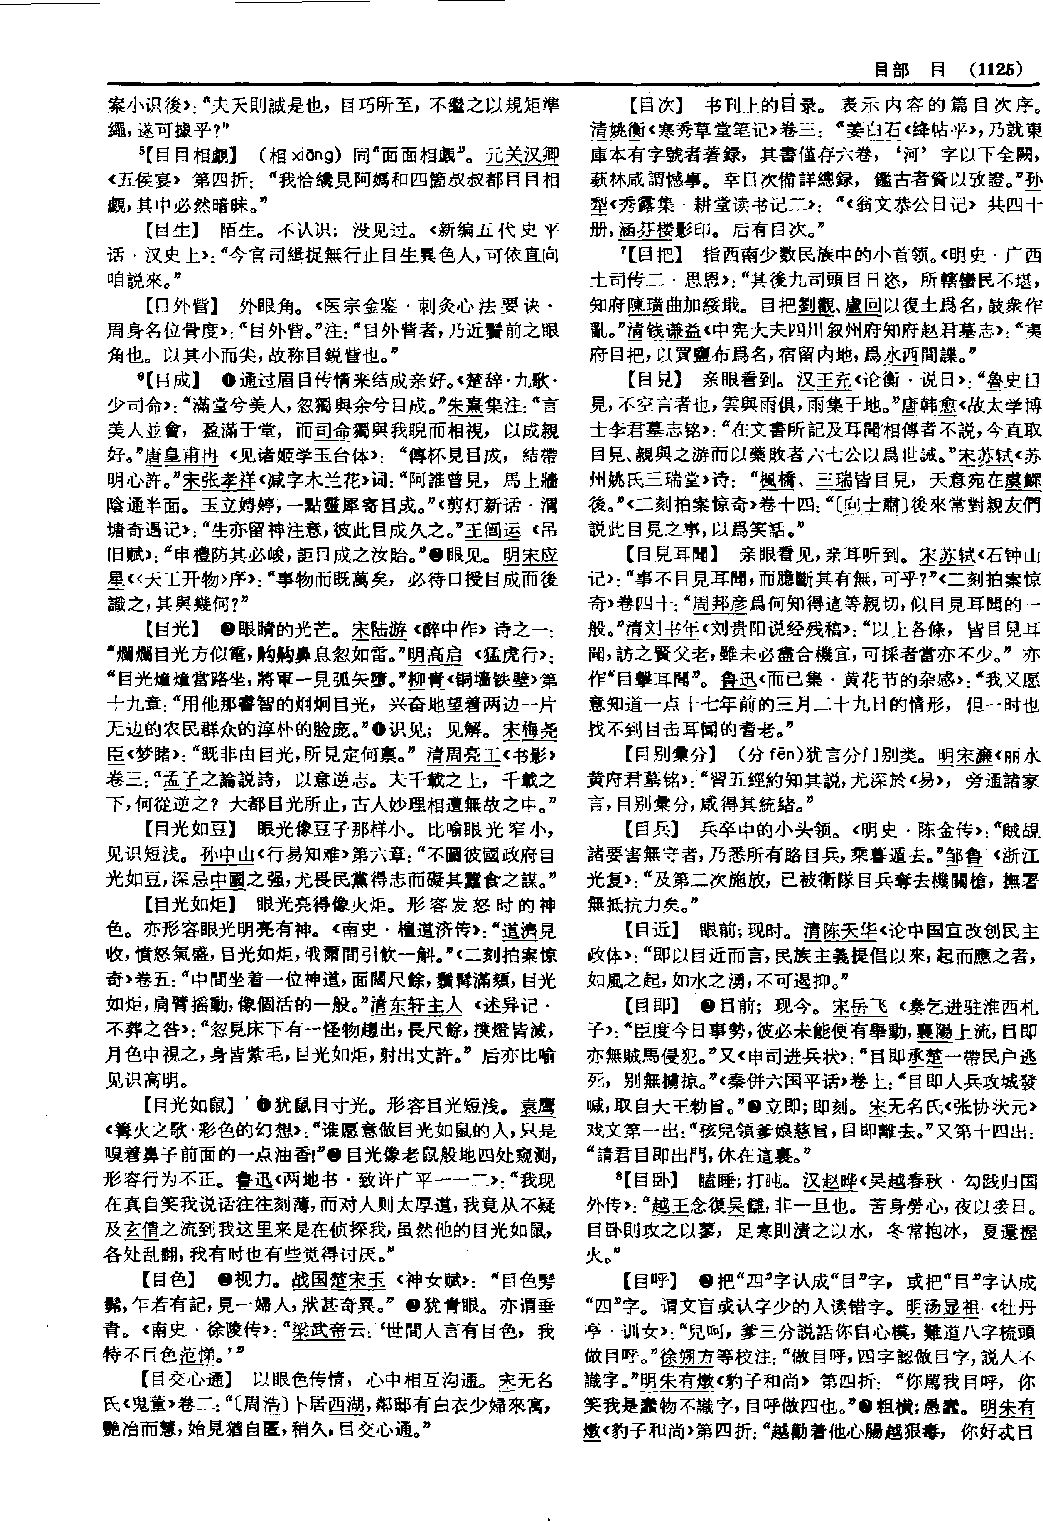 目部 目 (1125)
案小识後》：“夫天則誠是也，目巧所至，不繼之以規矩準
繩，遂可據乎？”
⁵【目目相覷】 （相xiāng）同“面面相覷”。元关汉卿
《五侯宴》第四折：“我恰纔見阿媽和四箇叔叔都目目相
覷，其中必然暗昧。”
【目生】 陌生。不认识；没见过。《新编五代史平
话·汉史上》：“今官司缉捉無行止目生異色人，可依直向
咱説來。”
【目外眥】 外眼角。《医宗金鉴·刺灸心法要诀·
周身名位骨度》：“目外眥。”注：“目外眥者，乃近鬢前之眼
角也。以其小而尖，故称目鋭眥也。”
⁶【目成】 ❶通过眉目传情来结成亲好。《楚辞·九歌·
少司命》：“滿堂兮美人，忽獨與余兮目成。”朱熹集注：“言
美人並會，盈滿于堂，而司命獨與我睨而相視，以成親
好。”唐皇甫冉《见诸姬学玉台体》：“傳杯見目成，結帶
明心許。”宋张孝祥《减字木兰花》词：“阿誰曾見，馬上牆
陰通半面。玉立娉婷，一點靈犀寄目成。”《剪灯新话·渭
塘奇遇记》：“生亦留神注意，彼此目成久之。”王闿运《吊
旧赋》：“申禮防其必峻，詎目成之汝貽。”❷眼见。明宋应
星《〈天工开物〉序》：“事物而既萬矣，必待口授目成而後
識之，其與幾何？”
【目光】 ❶眼睛的光芒。宋陆游《醉中作》诗之一：
“爛爛目光方似電，齁齁鼻息忽如雷。”明高启《猛虎行》：
“目光燁燁當路坐，將軍一見弧矢墮。”柳青《铜墙铁壁》第
十九章：“用他那睿智的炯炯目光，兴奋地望着两边一片
无边的农民群众的淳朴的脸庞。”❷识见；见解。宋梅尧
臣《梦睹》：“既非由目光，所見定何禀。”清周亮工《书影》
卷三：“孟子之論説詩，以意逆志。夫千載之上，千載之
下，何從逆之？大都目光所止，古人妙理相遭無故之中。”
【目光如豆】 眼光像豆子那样小。比喻眼光窄小，
见识短浅。孙中山《行易知难》第六章：“不圖彼國政府目
光如豆，深忌中國之强，尤畏民黨得志而礙其蠶食之謀。”
【目光如炬】 眼光亮得像火炬。形容发怒时的神
色。亦形容眼光明亮有神。《南史·檀道济传》：“道濟見
收，憤怒氣盛，目光如炬，俄爾間引飲一斛。”《二刻拍案惊
奇》卷五：“中間坐着一位神道，面闊尺餘，鬚髯滿頦，目光
如炬，肩臂摇動，像個活的一般。”清东轩主人《述异记·
不葬之咎》：“忽見床下有一怪物趨出，長尺餘，撲燈皆滅，
月色中視之，身皆紫毛，目光如炬，射出丈許。”后亦比喻
见识高明。
【目光如鼠】 ❶犹鼠目寸光。形容目光短浅。袁鹰
《篝火之歌·彩色的幻想》：“谁愿意做目光如鼠的人，只是
嗅着鼻子前面的一点油香！”❷目光像老鼠般地四处窥测，
形容行为不正。鲁迅《两地书·致许广平一一二》：“我现
在真自笑我说话往往刻薄，而对人则太厚道，我竟从不疑
及玄倩之流到我这里来是在侦探我，虽然他的目光如鼠，
各处乱翻，我有时也有些觉得讨厌。”
【目色】 ❶视力。战国楚宋玉《神女赋》：“目色髣
髴，乍若有記，見一婦人，狀甚奇異。”❷犹青眼。亦谓垂
青。《南史·徐陵传》：“梁武帝云：‘世間人言有目色，我
特不目色范悌。’”
【目交心通】 以眼色传情，心中相互沟通。宋无名
氏《鬼董》卷二：“〔周浩〕卜居西湖，鄰邸有白衣少婦來寓，
艷冶而慧，始見猶自匿，稍久，目交心通。”
【目次】 书刊上的目录。表示内容的篇目次序。
清姚衡《寒秀草堂笔记》卷三：“姜白石《绛帖平》，乃就東
庫本有字號者著録，其書僅存六卷，‘河’字以下全闕，
藝林咸謂憾事。幸目次備詳總録，鑑古者資以攷證。”孙
犁《秀露集·耕堂读书记二》：“《翁文恭公日记》共四十
册，涵芬楼影印。后有目次。”
⁷【目把】 指西南少数民族中的小首领。《明史·广西
土司传二·思恩》：“其後九司頭目日恣，所轄蠻民不堪，
知府陳璜曲加綏戢。目把劉觀、盧回以復土爲名，鼓衆作
亂。”清钱谦益《中宪大夫四川叙州府知府赵君墓志》：“夷
府目把，以買鹽布爲名，宿留内地，爲水西間諜。”
【目見】 亲眼看到。汉王充《论衡·说日》：“魯史目
見，不空言者也，雲與雨俱，雨集于地。”唐韩愈《故太学博
士李君墓志铭》：“在文書所記及耳聞相傳者不説，今直取
目見、親與之游而以藥敗者六七公以爲世誡。”宋苏轼《苏
州姚氏三瑞堂》诗：“楓橋、三瑞皆目見，天意宛在虞鰥
後。”《二刻拍案惊奇》卷十四：“〔向士肅〕後來常對親友們
説此目見之事，以爲笑話。”
【目見耳聞】 亲眼看见，亲耳听到。宋苏轼《石钟山
记》：“事不目見耳聞，而臆斷其有無，可乎？”《二刻拍案惊
奇》卷四十：“周邦彦爲何知得這等親切，似目見耳聞的一
般。”清刘书年《刘贵阳说经残稿》：“以上各條，皆目見耳
聞，訪之賢父老，雖未必盡合機宜，可採者當亦不少。”亦
作“目擊耳聞”。鲁迅《而已集·黄花节的杂感》：“我又愿
意知道一点十七年前的三月二十九日的情形，但一时也
找不到目击耳闻的耆老。”
【目别彙分】 （分fēn）犹言分门别类。明宋濂《丽水
黄府君墓铭》：“習五經約知其説，尤深於《易》，旁通諸家
言，目别彙分，咸得其統緒。”
【目兵】 兵卒中的小头领。《明史·陈金传》：“賊覘
諸要害無守者，乃悉所有賂目兵，乘暮遁去。”邹鲁《浙江
光复》：“及第二次施放，已被衛隊目兵奪去機關槍，撫署
無抵抗力矣。”
【目近】 眼前；现时。清陈天华《论中国宜改创民主
政体》：“即以目近而言，民族主義提倡以來，起而應之者，
如風之起，如水之湧，不可遏抑。”
【目即】 ❶目前；现今。宋岳飞《奏乞进驻淮西札
子》：“臣度今日事勢，彼必未能便有舉動，襄陽上流，目即
亦無賊馬侵犯。”又《申司进兵状》：“目即承楚一帶民户逃
死，别無擄掠。”《秦併六国平话》卷上：“目即人兵攻城發
喊，取自大王勅旨。”❷立即；即刻。宋无名氏《张协状元》
戏文第一出：“孩兒領爹娘慈旨，目即離去。”又第十四出：
“請君目即出門，休在這裏。”
⁸【目卧】 瞌睡；打盹。汉赵晔《吴越春秋·勾践归国
外传》：“越王念復吴讎，非一旦也。苦身勞心，夜以接日。
目卧則攻之以蓼，足寒則漬之以水，冬常抱冰，夏還握
火。”
【目呼】 ❶把“四”字认成“目”字，或把“目”字认成
“四”字。谓文盲或认字少的人读错字。明汤显祖《牡丹
亭·训女》：“兒呵，爹三分説話你自心模，難道八字梳頭
做目呼。”徐朔方等校注：“做目呼，四字認做目字，説人不
識字。”明朱有燉《豹子和尚》第四折：“你罵我目呼，你
笑我是蠢物不識字，目呼做四也。”❷粗横；愚蠢。明朱有
燉《豹子和尚》第四折：“越勸着他心腸越狠毒，你好忒目